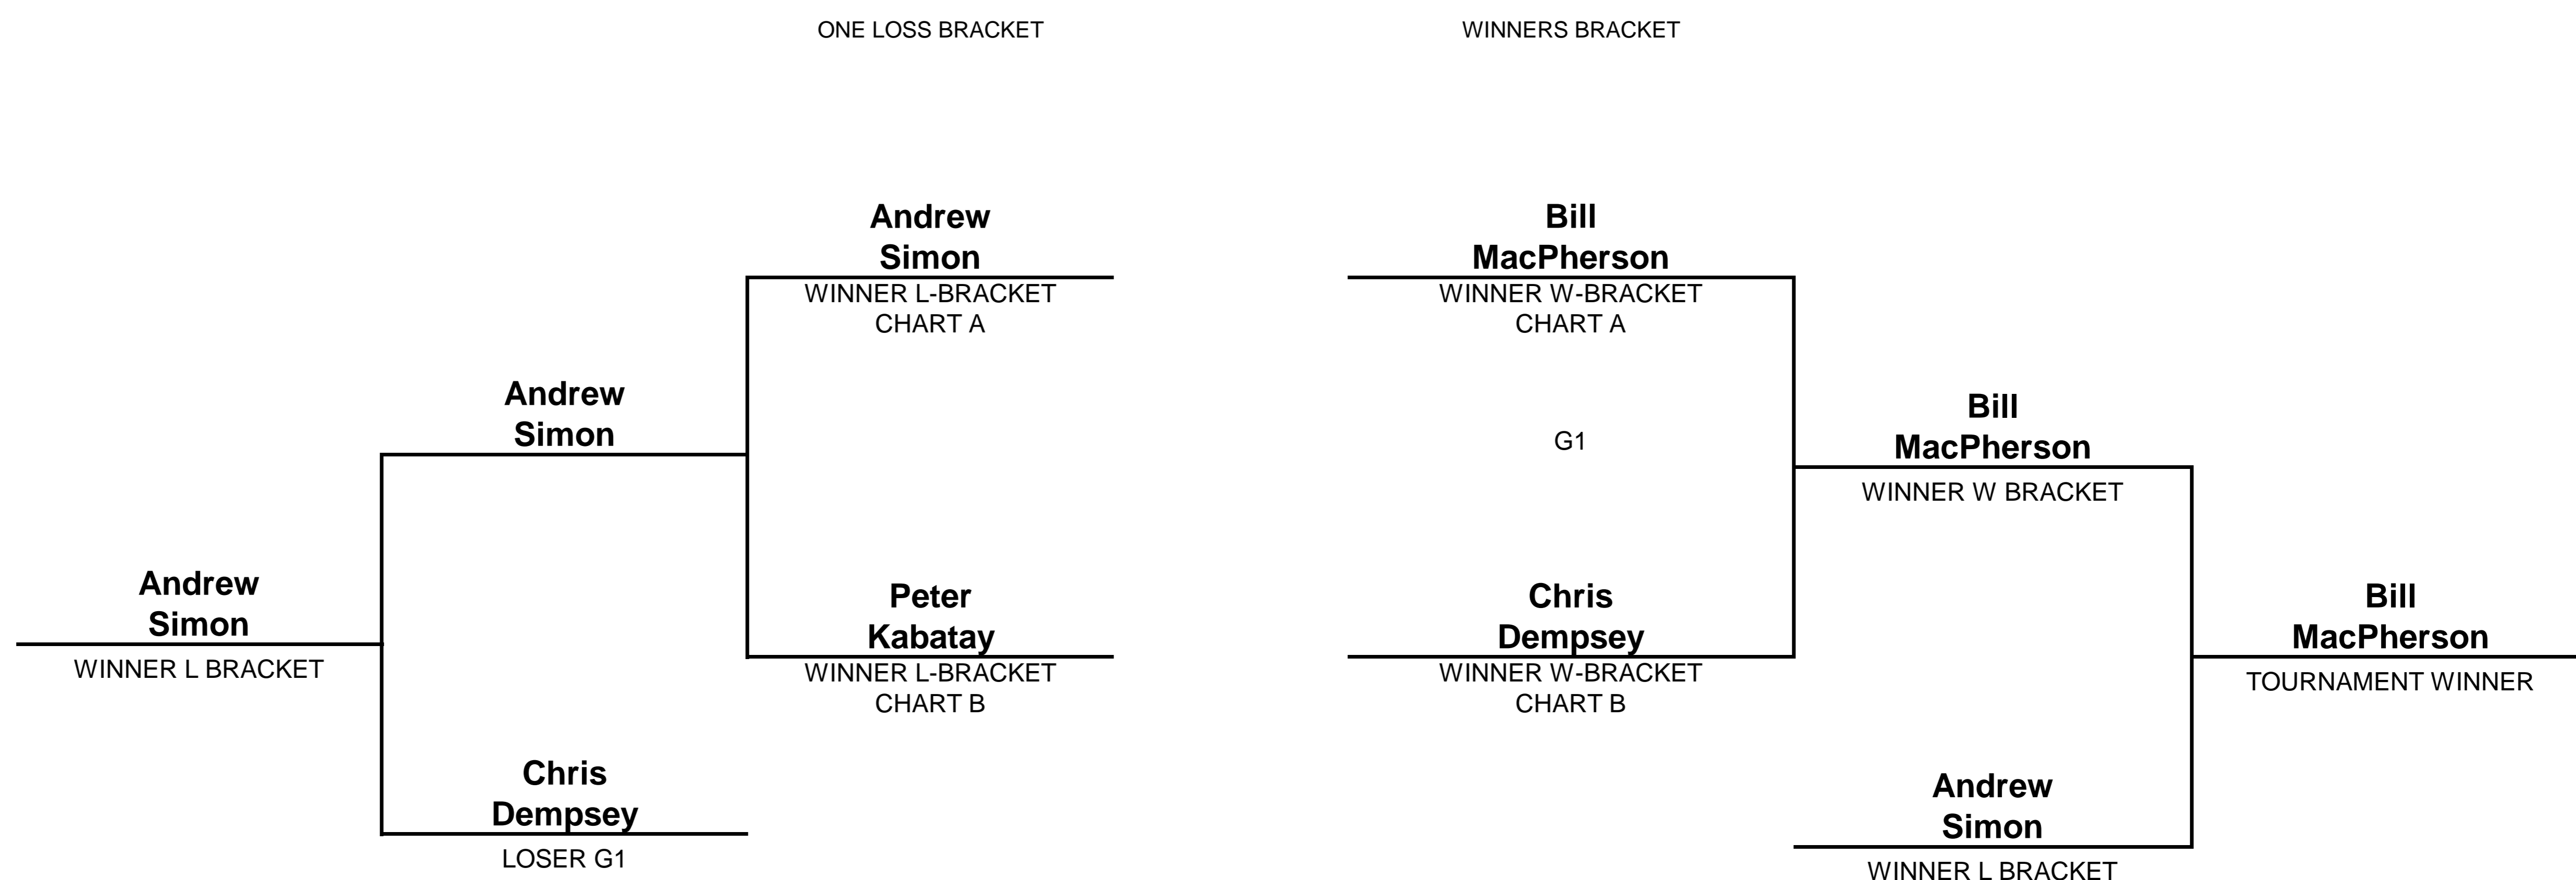 ONE LOSS BRACKET
WINNERS BRACKET
Andrew
Simon
WINNER L-BRACKET
CHART A
Bill
MacPherson
WINNER W-BRACKET
CHART A
Andrew
Simon
G1
Bill
MacPherson
WINNER W BRACKET
Andrew
Simon
WINNER L BRACKET
Peter
Kabatay
WINNER L-BRACKET
CHART B
Chris
Dempsey
WINNER W-BRACKET
CHART B
Bill
MacPherson
TOURNAMENT WINNER
Chris
Dempsey
LOSER G1
Andrew
Simon
WINNER L BRACKET